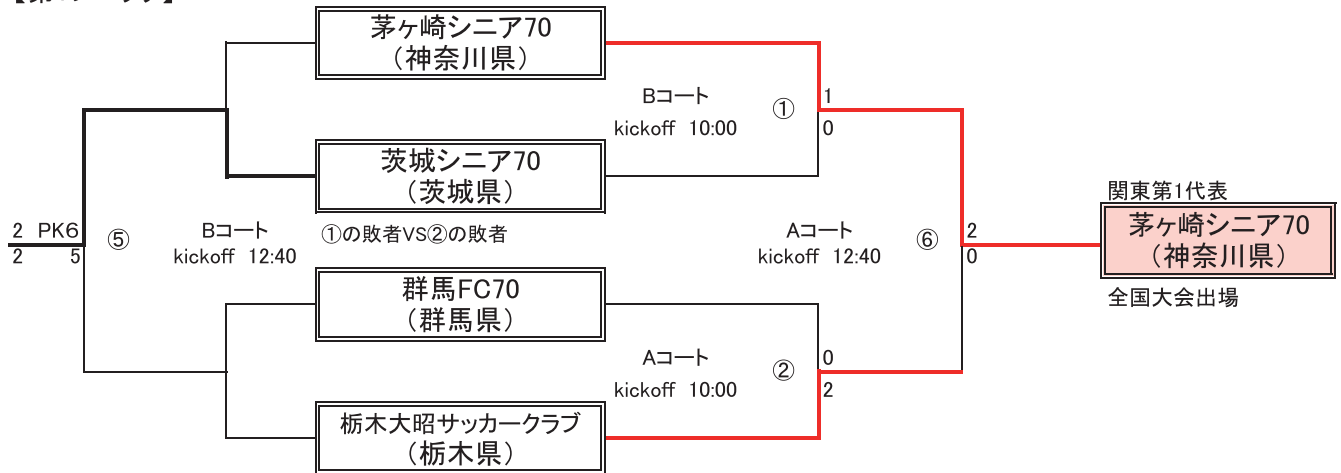 茅ヶ崎シニア70
（神奈川県）
Bコート
①
kickoff 10:00
1
0
茨城シニア70
（茨城県）
①の敗者VS②の敗者
2 PK6
2 5
⑤
Bコート
kickoff 12:40
Aコート
kickoff 12:40
⑥
2
0
関東第1代表
茅ヶ崎シニア70
（神奈川県）
全国大会出場
群馬FC70
（群馬県）
Aコート
②
kickoff 10:00
0
2
栃木大昭サッカークラブ
（栃木県）